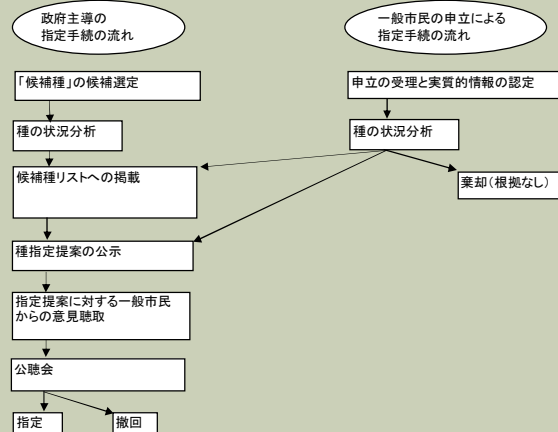 政府主導の
指定手続の流れ
一般市民の申立による
指定手続の流れ
「候補種」の候補選定
申立の受理と実質的情報の認定
種の状況分析
種の状況分析
候補種リストへの掲載
棄却（根拠なし）
種指定提案の公示
指定提案に対する一般市民
からの意見聴取
公聴会
指定
撤回